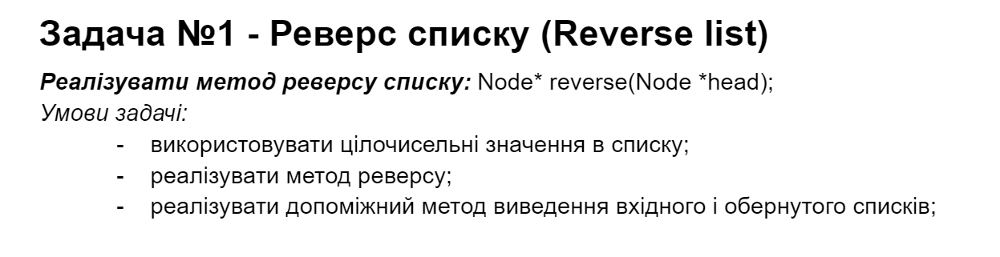 Задача №1 - Реверс списку (Reverse list)
Реалізувати метод реверсу списку: Node* reverse(Node *head);
Умови задачі:
- використовувати цілочисельні значення в списку;
- реалізувати метод реверсу;
- реалізувати допоміжний метод виведення вхідного і обернутого списків;